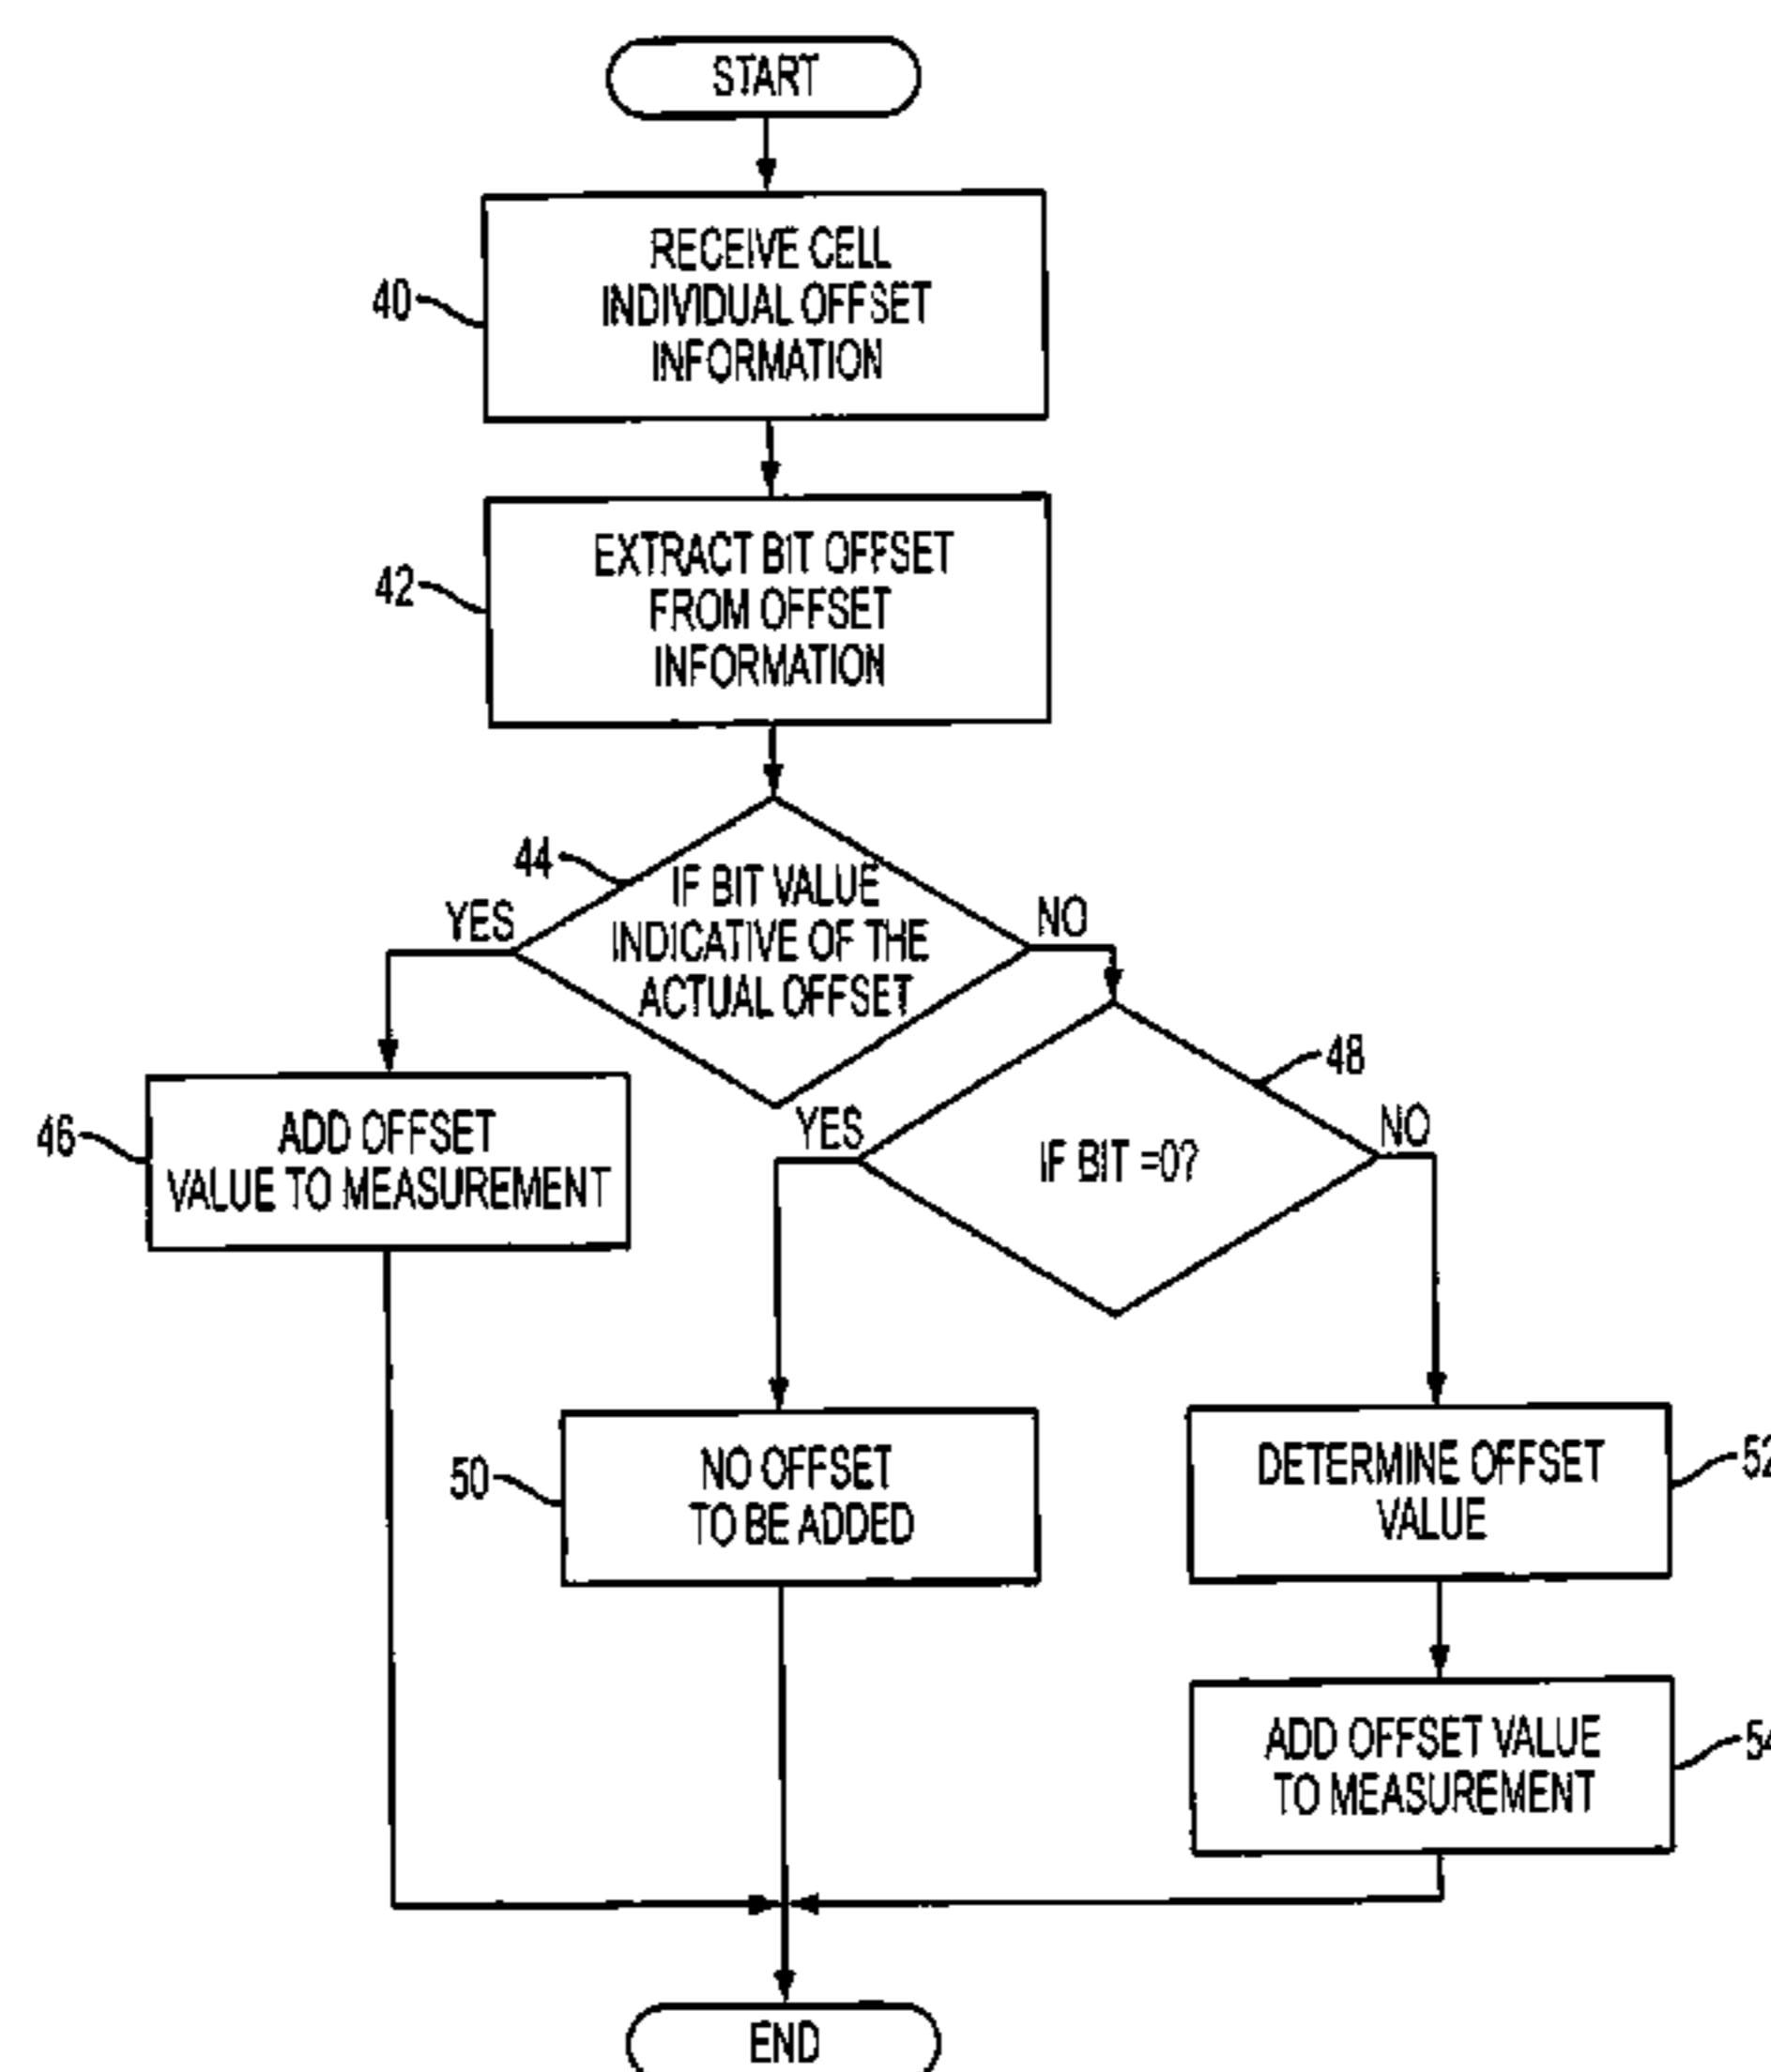 START
40
RECEIVE CELL
INDIVIDUAL OFFSET
INFORMATION
42
EXTRACT BIT OFFSET
FROM OFFSET
INFORMATION
44
IF BIT VALUE
INDICATIVE OF THE
ACTUAL OFFSET
YES
NO
46
ADD OFFSET
VALUE TO MEASUREMENT
48
IF BIT =0?
YES
NO
50
NO OFFSET
TO BE ADDED
DETERMINE OFFSET
VALUE
52
ADD OFFSET VALUE
TO MEASUREMENT
54
END